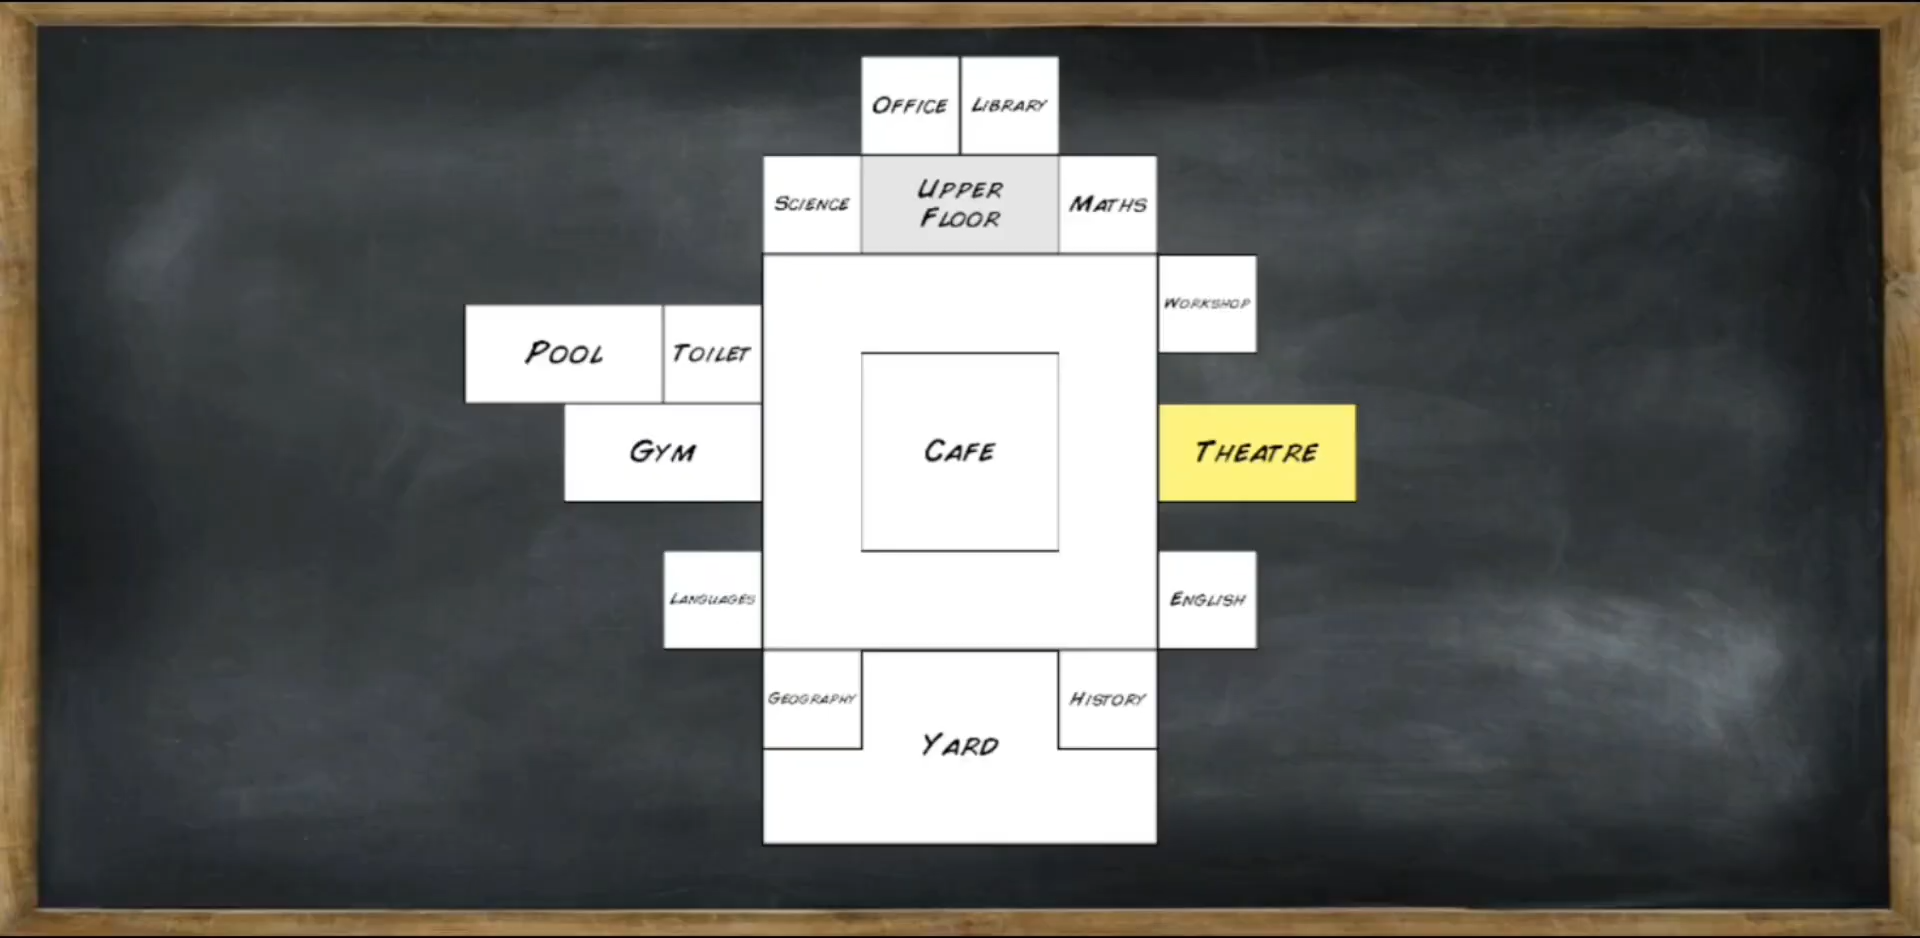 OFFICE
LIBRARY
SCIENCE
UPPER
FLOOR
MATHS
WORKSHOP
POOL
TOILET
GYM
CAFE
THEATRE
LANGUAGES
ENGLISH
GEOGRAPHY
HISTORY
YARD